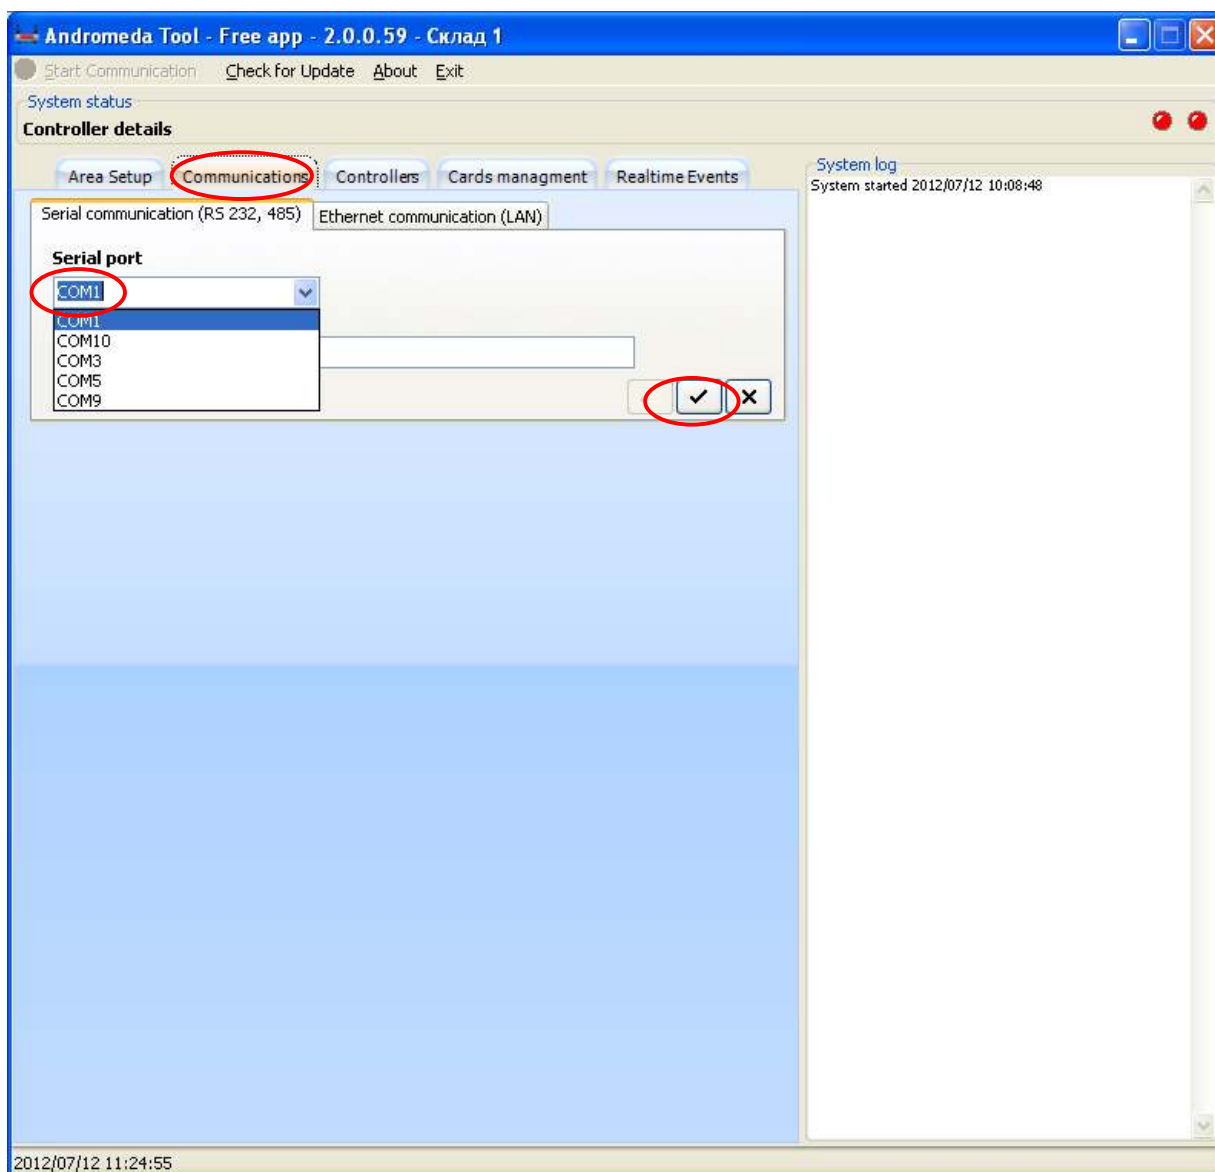 Andromeda Tool - Free app - 2.0.0.59 - Склад 1
Start Communication Check for Update About Exit
System status
Controller details
Area Setup Communications Controllers Cards managment Realtime Events
System log
System started 2012/07/12 10:08:48
Serial communication (RS 232, 485) Ethernet communication (LAN)
Serial port
COM1
COM1
COM10
COM3
COM5
COM9
2012/07/12 11:24:55